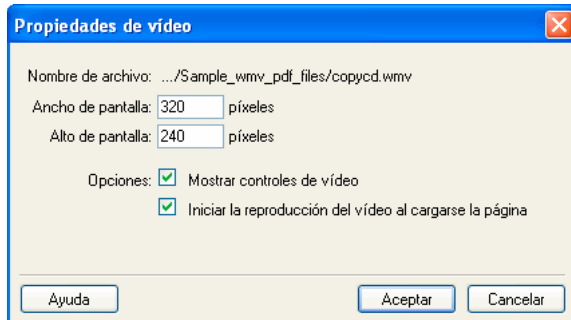 Propiedades de vídeo
Nombre de archivo: .../Sample_wmv_pdf_files/copycd.wmv
Ancho de pantalla: 320 píxeles
Alto de pantalla: 240 píxeles
Opciones: Mostrar controles de vídeo
Iniciar la reproducción del vídeo al cargarse la página
Ayuda Aceptar Cancelar